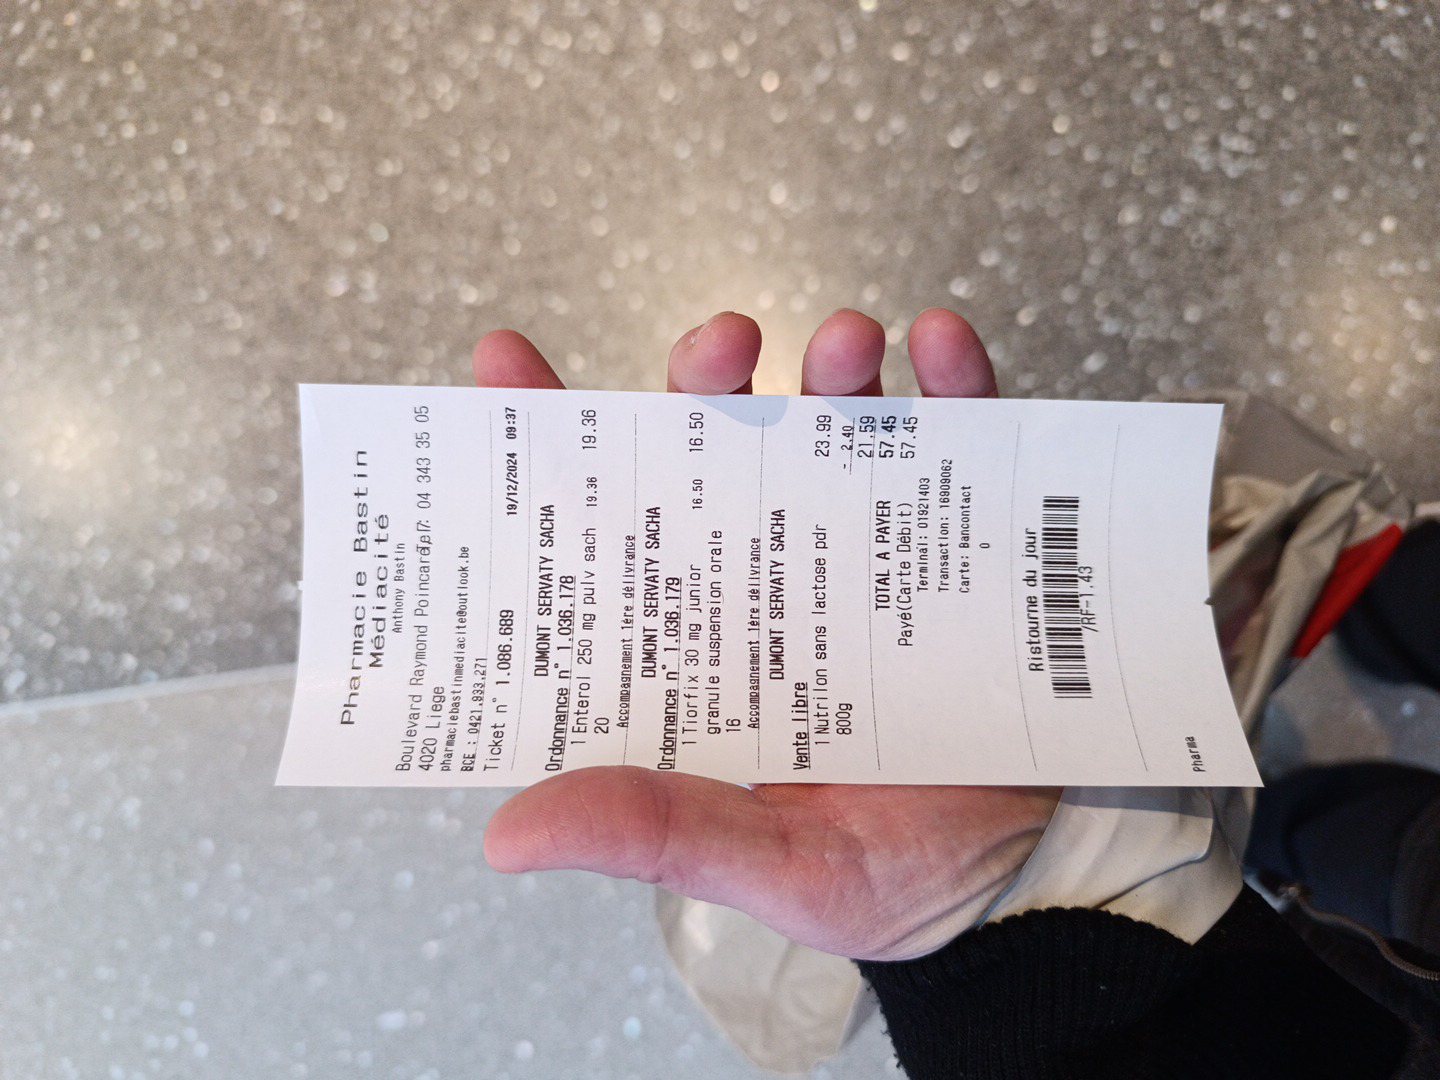 Pharmacie Bastin
Médiacité
Anthony Bastin
Boulevard Raymond Poincaré, 7: 04 343 35 05
4020 Liege
pharmaciebastinmediacite@outlook.be
BCE : 0421.933.271
Ticket n° 1.086.689 19/12/2024 09:37
DUMONT SERVATY SACHA
Ordonnance n° 1.036.178
1 Enterol 250 mg pulv sach 19.36 19.36
20
Accompagnement 1ère délivrance
DUMONT SERVATY SACHA
Ordonnance n° 1.036.179
1 Tiorfix 30 mg junior 16.50 16.50
granule suspension orale
16
Accompagnement 1ère délivrance
DUMONT SERVATY SACHA
Vente libre
1 Nutrilon sans lactose pdr 23.99
800g - 2.40
21.59
TOTAL A PAYER 57.45
Payé(Carte Débit) 57.45
Terminal: 01921403
Transaction: 16909062
Carte: Bancontact
0
Ristourne du jour
/RF-1.43
Pharma